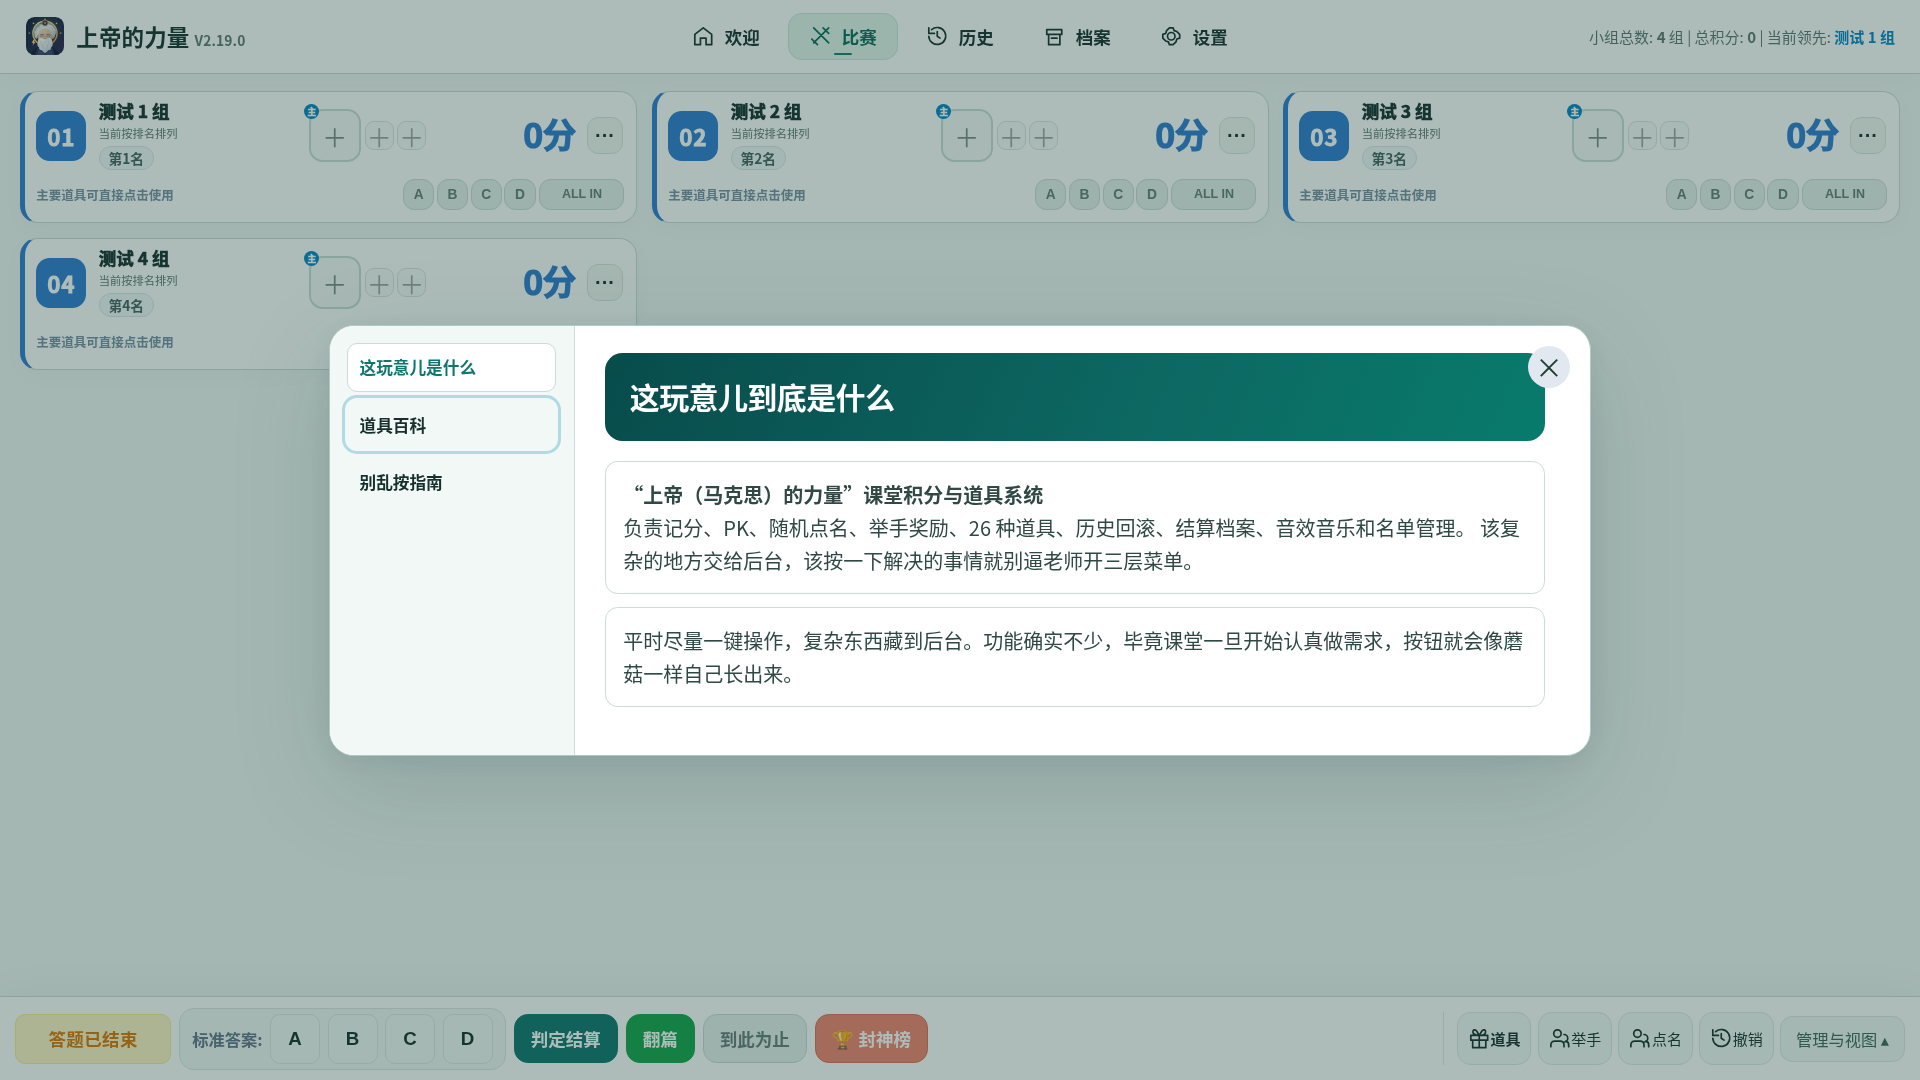 上帝的力量 V2.19.0
欢迎
比赛
历史
档案
设置
小组总数: 4 组 | 总积分: 0 | 当前领先: 测试 1 组
01
测试 1 组
当前按排名排列
第1名
主
0分
···
主要道具可直接点击使用
A B C D ALL IN
02
测试 2 组
当前按排名排列
第2名
主
0分
···
主要道具可直接点击使用
A B C D ALL IN
03
测试 3 组
当前按排名排列
第3名
主
0分
···
主要道具可直接点击使用
A B C D ALL IN
04
测试 4 组
当前按排名排列
第4名
主
0分
···
主要道具可直接点击使用
这玩意儿是什么
道具百科
别乱按指南
这玩意儿到底是什么
“上帝（马克思）的力量”课堂积分与道具系统
负责记分、PK、随机点名、举手奖励、26 种道具、历史回滚、结算档案、音效音乐和名单管理。 该复
杂的地方交给后台，该按一下解决的事情就别逼老师开三层菜单。
平时尽量一键操作，复杂东西藏到后台。功能确实不少，毕竟课堂一旦开始认真做需求，按钮就会像蘑
菇一样自己长出来。
答题已结束
标准答案: A B C D
判定结算
翻篇
到此为止
🏆 封神榜
道具
举手
点名
撤销
管理与视图 ▴